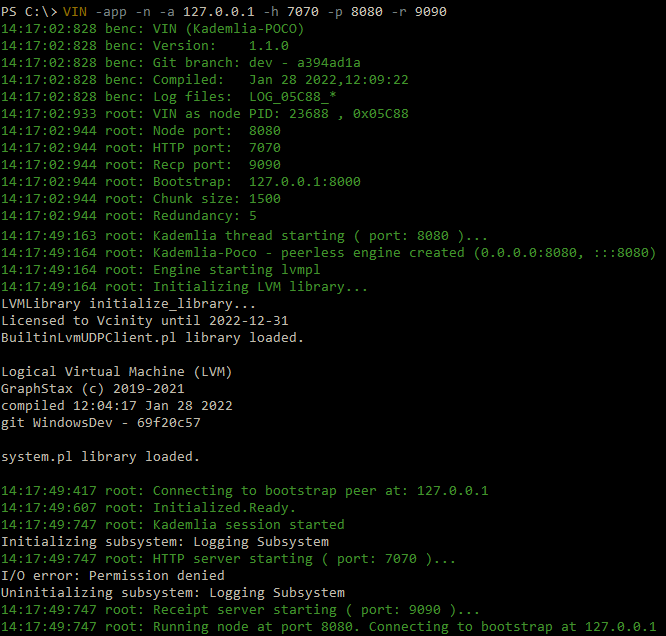 PS C:\> VIN -app -n -a 127.0.0.1 -h 7070 -p 8080 -r 9090
14:17:02:828 benc: VIN (Kademlia-POCO)
14:17:02:828 benc: Version:    1.1.0
14:17:02:828 benc: Git branch: dev - a394ad1a
14:17:02:828 benc: Compiled:   Jan 28 2022,12:09:22
14:17:02:828 benc: Log files:  LOG_05C88_*
14:17:02:933 root: VIN as node PID: 23688 , 0x05C88
14:17:02:944 root: Node port:  8080
14:17:02:944 root: HTTP port:  7070
14:17:02:944 root: Recp port:  9090
14:17:02:944 root: Bootstrap:  127.0.0.1:8000
14:17:02:944 root: Chunk size: 1500
14:17:02:944 root: Redundancy: 5
14:17:49:163 root: Kademlia thread starting ( port: 8080 )...
14:17:49:164 root: Kademlia-Poco - peerless engine created (0.0.0.0:8080, :::8080)
14:17:49:164 root: Engine starting lvmpl
14:17:49:164 root: Initializing LVM library...
LVMLibrary initialize_library...
Licensed to Vcinity until 2022-12-31
BuiltinLvmUDPClient.pl library loaded.

Logical Virtual Machine (LVM)
GraphStax (c) 2019-2021
compiled 12:04:17 Jan 28 2022
git WindowsDev - 69f20c57

system.pl library loaded.

14:17:49:417 root: Connecting to bootstrap peer at: 127.0.0.1
14:17:49:607 root: Initialized.Ready.
14:17:49:747 root: Kademlia session started
Initializing subsystem: Logging Subsystem
14:17:49:747 root: HTTP server starting ( port: 7070 )...
I/O error: Permission denied
Uninitializing subsystem: Logging Subsystem
14:17:49:747 root: Receipt server starting ( port: 9090 )...
14:17:49:747 root: Running node at port 8080. Connecting to bootstrap at 127.0.0.1